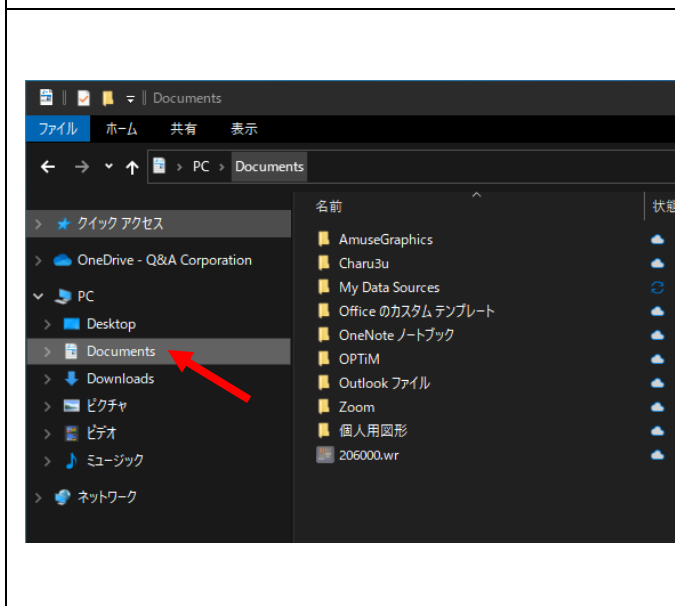 Documents
ファイル ホーム 共有 表示
PC > Documents
名前 状態
クイック アクセス
OneDrive - Q&A Corporation
PC
Desktop
Documents
Downloads
ピクチャ
ビデオ
ミュージック
ネットワーク
AmuseGraphics
Charu3u
My Data Sources
Office のカスタム テンプレート
OneNote ノートブック
OPTiM
Outlook ファイル
Zoom
個人用図形
206000.wr